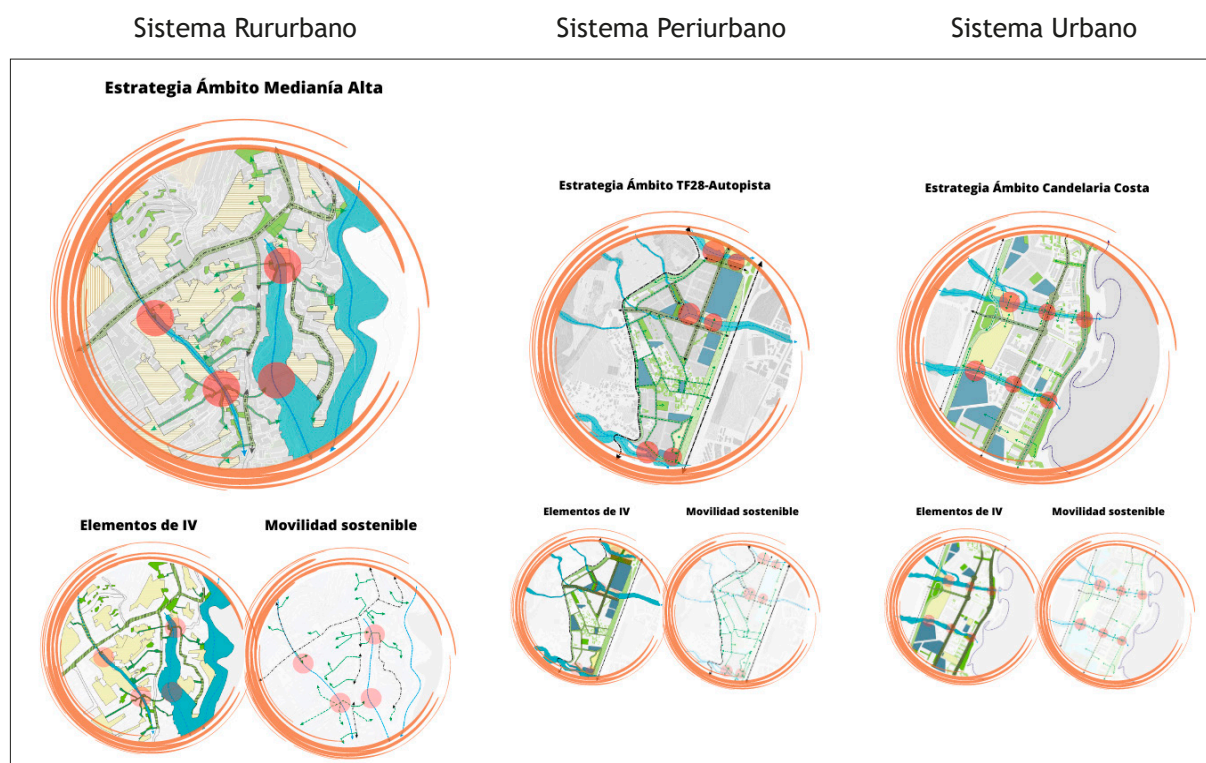 Sistema Rururbano
Sistema Periurbano
Sistema Urbano
Estrategia Ámbito Medianía Alta
Estrategia Ámbito TF28-Autopista
Estrategia Ámbito Candelaria Costa
Elementos de IV
Movilidad sostenible
Elementos de IV
Movilidad sostenible
Elementos de IV
Movilidad sostenible